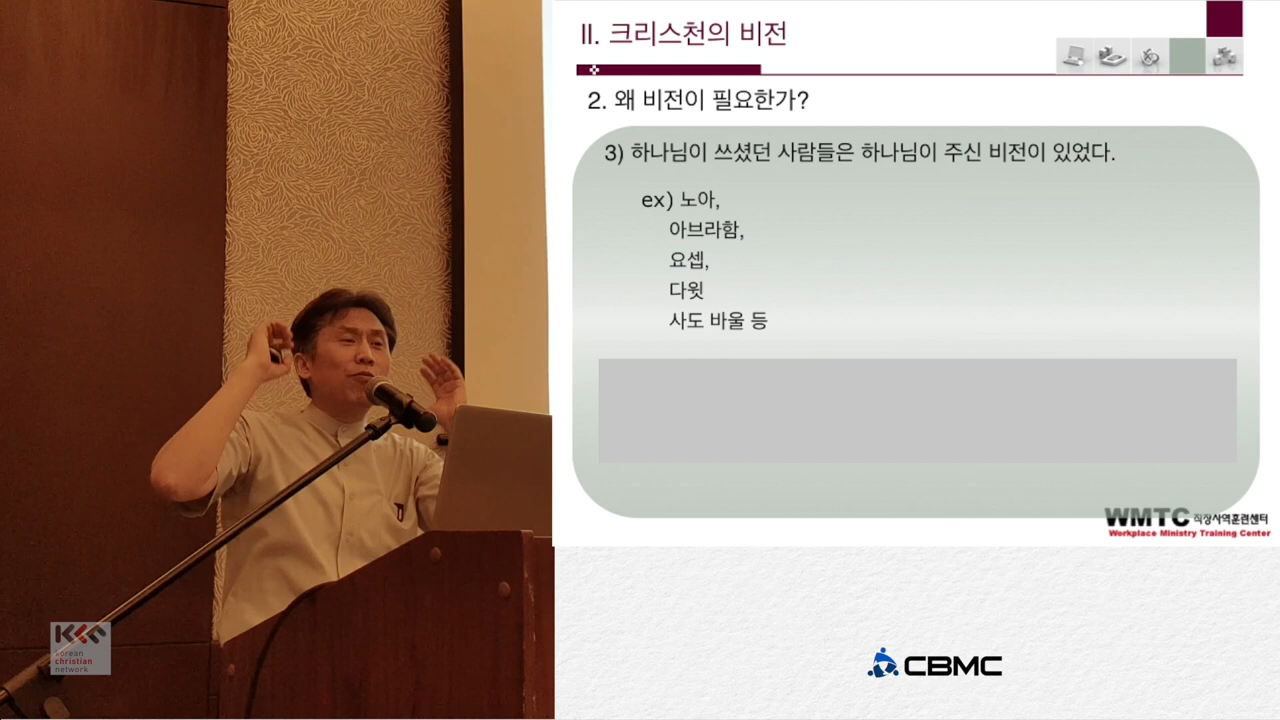 II. 크리스천의 비전
2. 왜 비전이 필요한가?
3) 하나님이 쓰셨던 사람들은 하나님이 주신 비전이 있었다.
ex) 노아,
아브라함,
요셉,
다윗
사도 바울 등
WMTC 직장사역훈련센터
Workplace Ministry Training Center
CBMC
KCN
korean
christian
network